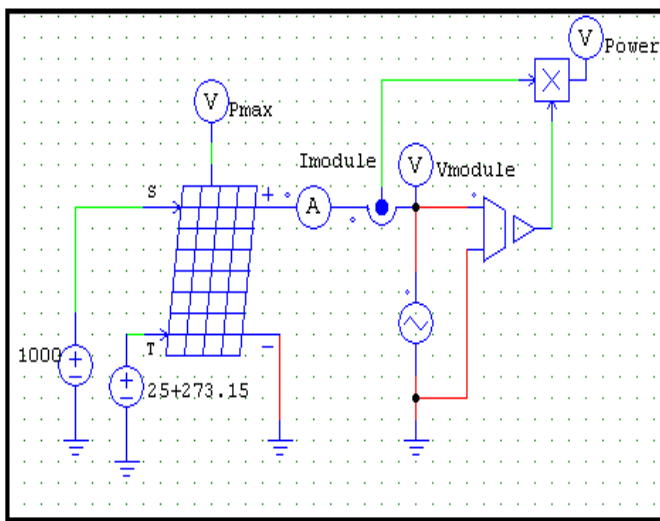 V
Power
V
Pmax
Imodule
V
Vmodule
S
+
A
T
−
1000
+
−
25+273.15
+
−